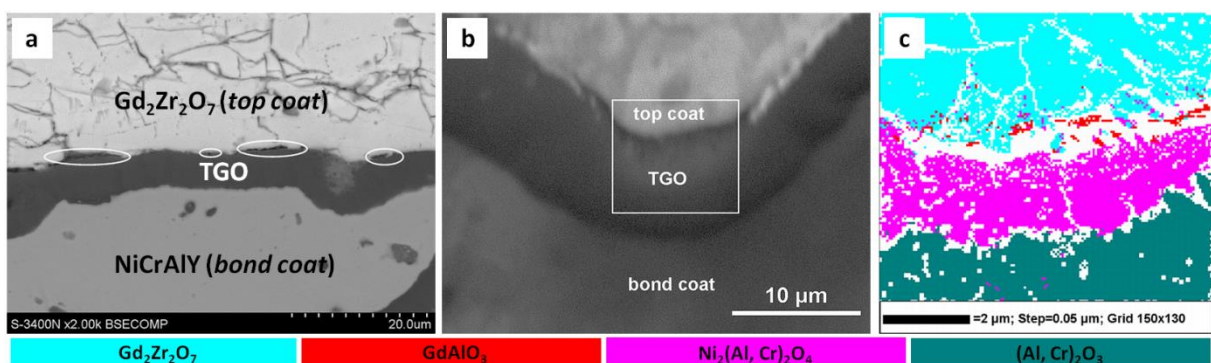 a
Gd₂Zr₂O₇ (top coat)
TGO
NiCrAlY (bond coat)
S-3400N x2.00k BSECOMP
20.0um
b
top coat
TGO
bond coat
10 µm
c
=2 µm; Step=0.05 µm; Grid 150x130
Gd₂Zr₂O₇
GdAlO₃
Ni₂(Al, Cr)₂O₄
(Al, Cr)₂O₃